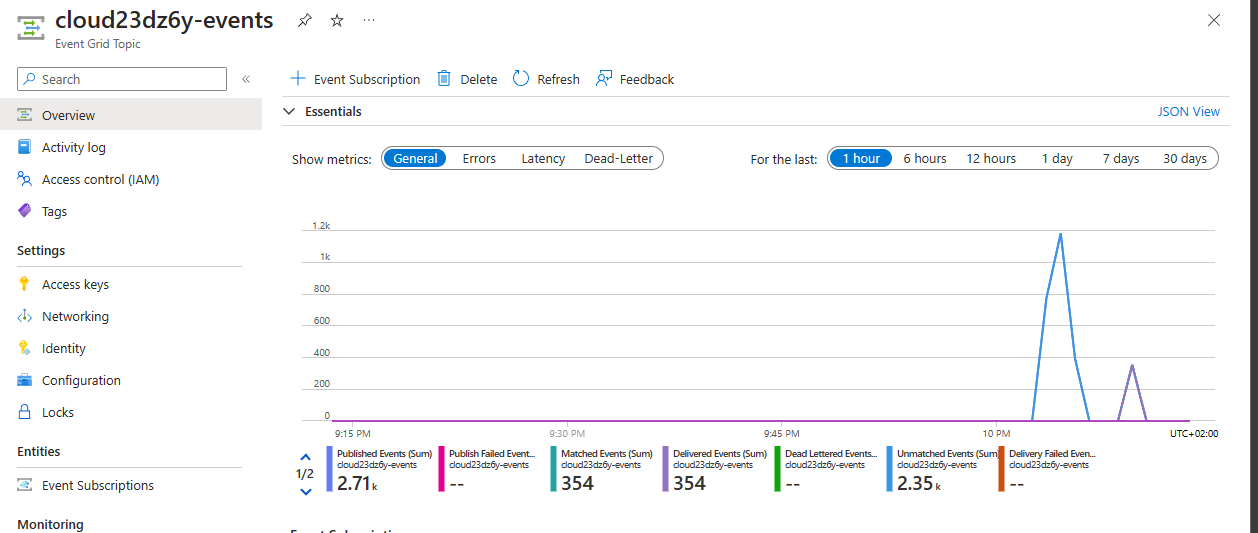 cloud23dz6y-events
Event Grid Topic
Search
Overview
Activity log
Access control (IAM)
Tags
Settings
Access keys
Networking
Identity
Configuration
Locks
Entities
Event Subscriptions
Monitoring
Event Subscription Delete Refresh Feedback
Essentials JSON View
Show metrics: General Errors Latency Dead-Letter For the last: 1 hour 6 hours 12 hours 1 day 7 days 30 days
1.2k
1k
800
600
400
200
0
9:15 PM 9:30 PM 9:45 PM 10 PM UTC+02:00
1/2
Published Events (Sum)
cloud23dz6y-events
2.71 k
Publish Failed Event...
cloud23dz6y-events
--
Matched Events (Sum)
cloud23dz6y-events
354
Delivered Events (Sum)
cloud23dz6y-events
354
Dead Lettered Events...
cloud23dz6y-events
--
Unmatched Events (Sum)
cloud23dz6y-events
2.35 k
Delivery Failed Even...
cloud23dz6y-events
--